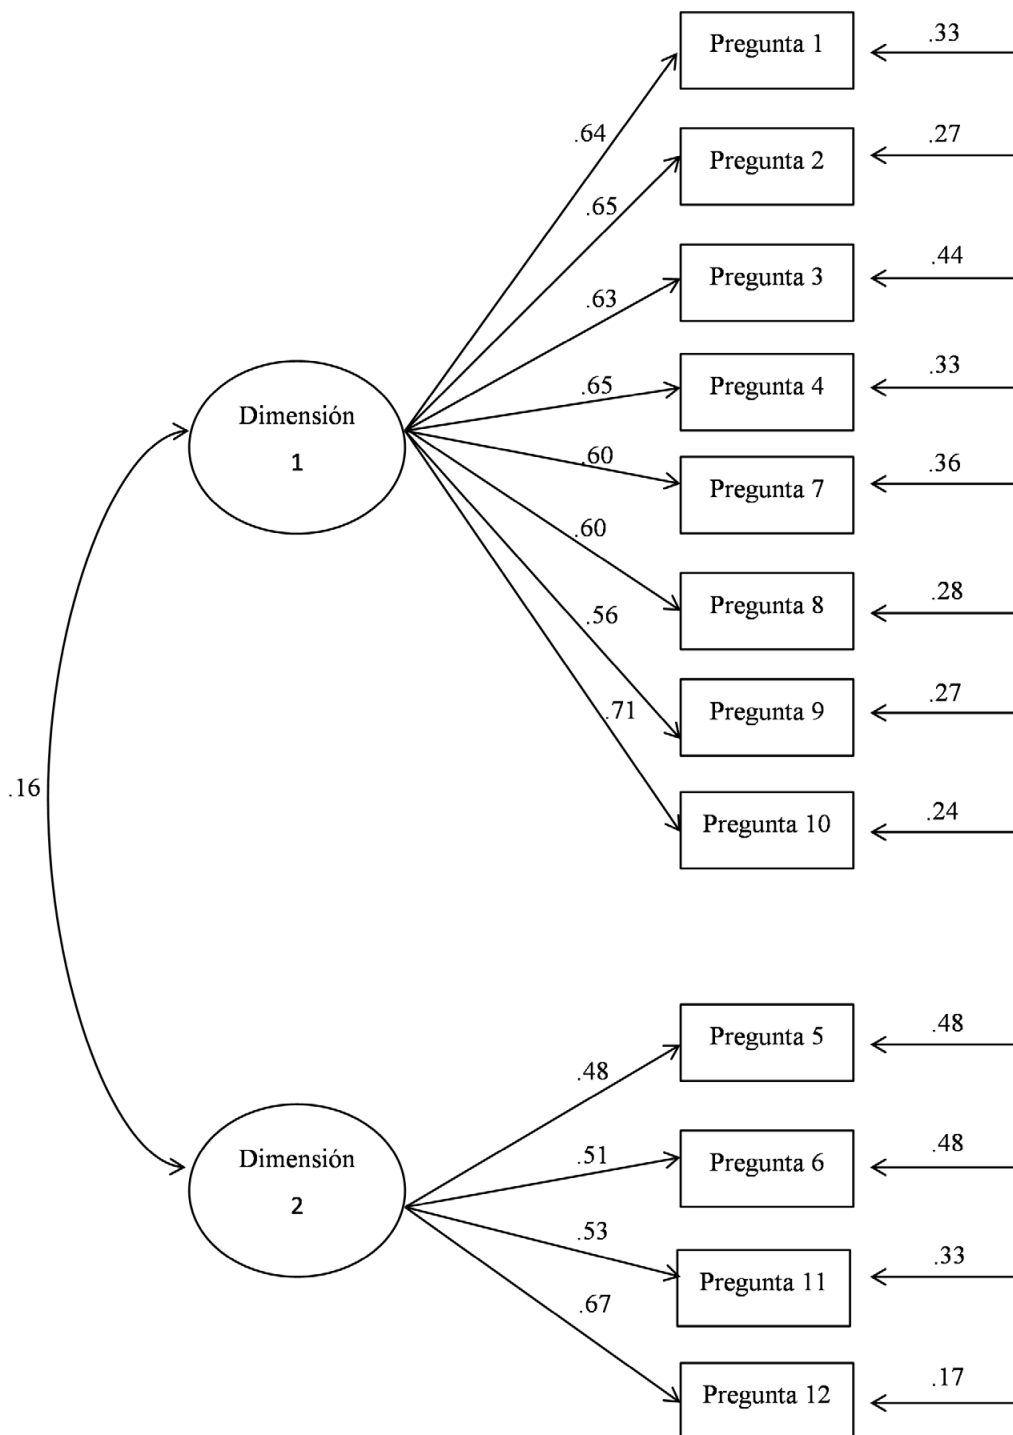 Pregunta 1
.33
.64
Pregunta 2
.27
.65
Pregunta 3
.44
.63
Pregunta 4
.33
.65
Dimensión
1
Pregunta 7
.36
.60
Pregunta 8
.28
.60
Pregunta 9
.27
.56
Pregunta 10
.24
.71
.16
Pregunta 5
.48
.48
Dimensión
2
Pregunta 6
.48
.51
Pregunta 11
.33
.53
Pregunta 12
.17
.67